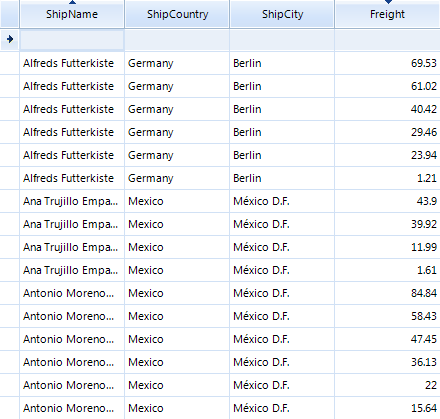 ShipName ShipCountry ShipCity Freight
Alfreds Futterkiste Germany Berlin 69.53
Alfreds Futterkiste Germany Berlin 61.02
Alfreds Futterkiste Germany Berlin 40.42
Alfreds Futterkiste Germany Berlin 29.46
Alfreds Futterkiste Germany Berlin 23.94
Alfreds Futterkiste Germany Berlin 1.21
Ana Trujillo Empa... Mexico México D.F. 43.9
Ana Trujillo Empa... Mexico México D.F. 39.92
Ana Trujillo Empa... Mexico México D.F. 11.99
Ana Trujillo Empa... Mexico México D.F. 1.61
Antonio Moreno... Mexico México D.F. 84.84
Antonio Moreno... Mexico México D.F. 58.43
Antonio Moreno... Mexico México D.F. 47.45
Antonio Moreno... Mexico México D.F. 36.13
Antonio Moreno... Mexico México D.F. 22
Antonio Moreno... Mexico México D.F. 15.64